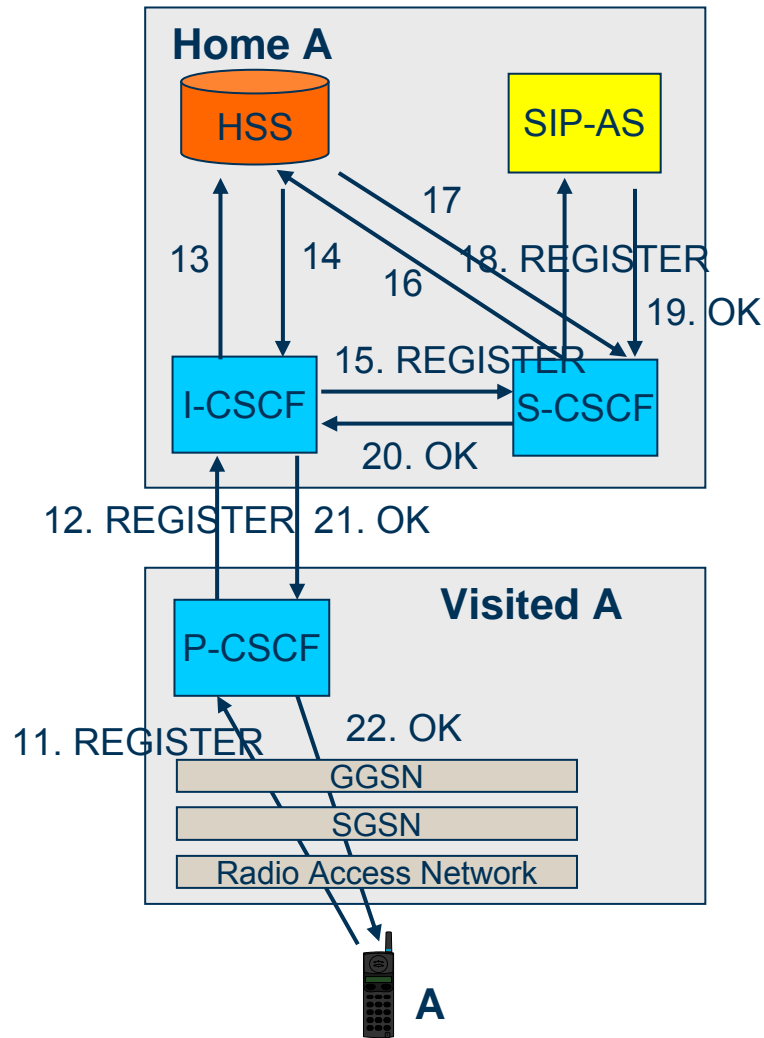 Home A
HSS
SIP-AS
17
13
14
16
18. REGISTER
19. OK
15. REGISTER
I-CSCF
S-CSCF
20. OK
12. REGISTER
21. OK
Visited A
P-CSCF
11. REGISTER
22. OK
GGSN
SGSN
Radio Access Network
A